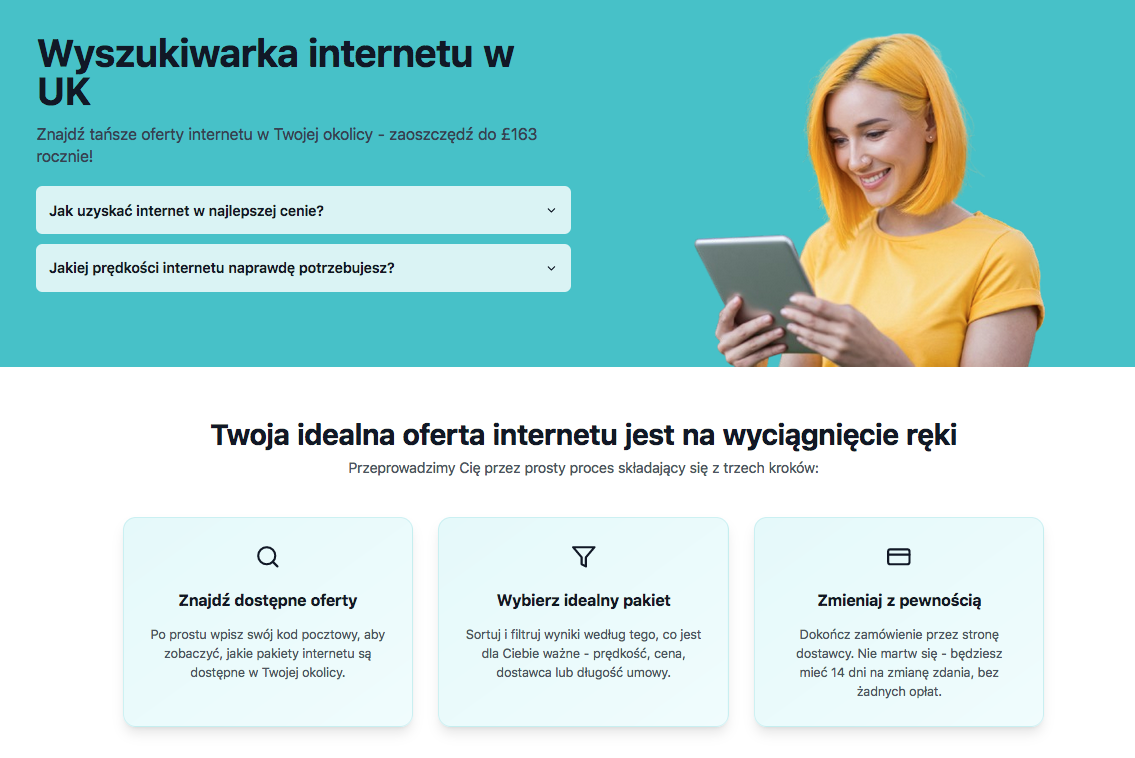 Wyszukiwarka internetu w
UK
Znajdź tańsze oferty internetu w Twojej okolicy - zaoszczędź do £163
rocznie!
Jak uzyskać internet w najlepszej cenie?
Jakiej prędkości internetu naprawdę potrzebujesz?
Twoja idealna oferta internetu jest na wyciągnięcie ręki
Przeprowadzimy Cię przez prosty proces składający się z trzech kroków:
Znajdź dostępne oferty
Po prostu wpisz swój kod pocztowy, aby
zobaczyć, jakie pakiety internetu są
dostępne w Twojej okolicy.
Wybierz idealny pakiet
Sortuj i filtruj wyniki według tego, co jest
dla Ciebie ważne - prędkość, cena,
dostawca lub długość umowy.
Zmieniaj z pewnością
Dokończ zamówienie przez stronę
dostawcy. Nie martw się - będziesz
mieć 14 dni na zmianę zdania, bez
żadnych opłat.